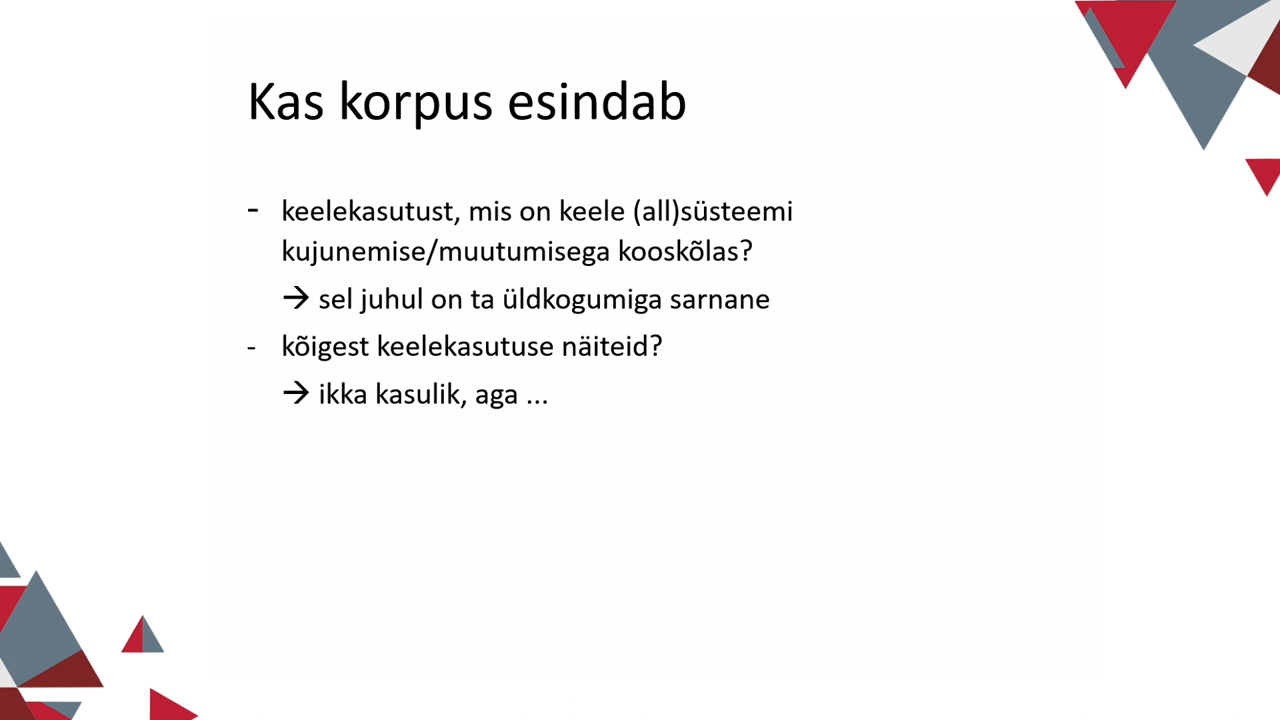 Kas korpus esindab
- keelekasutust, mis on keele (all)süsteemi
kujunemise/muutumisega kooskõlas?
→ sel juhul on ta üldkogumiga sarnane
- kõigest keelekasutuse näiteid?
→ ikka kasulik, aga ...